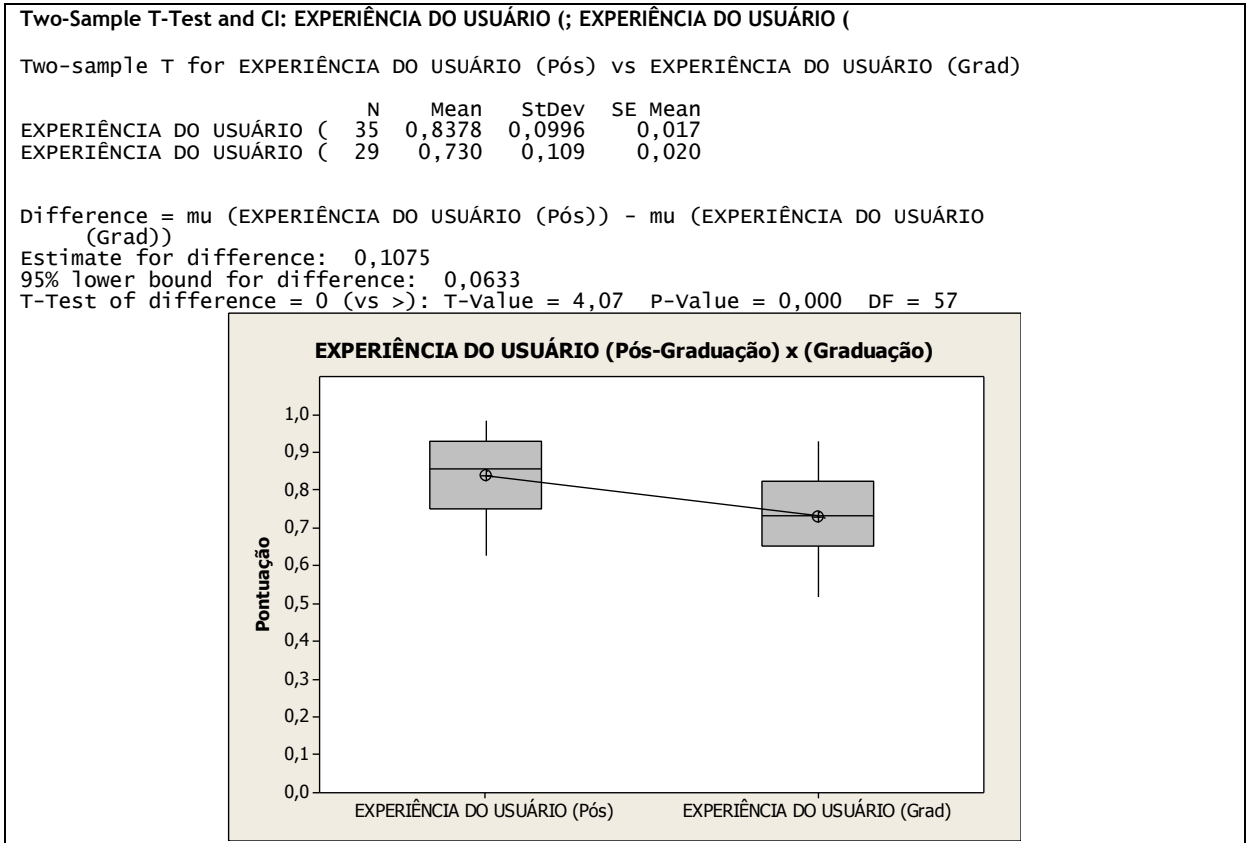 Two-Sample T-Test and CI: EXPERIÊNCIA DO USUÁRIO (; EXPERIÊNCIA DO USUÁRIO (
Two-sample T for EXPERIÊNCIA DO USUÁRIO (Pós) vs EXPERIÊNCIA DO USUÁRIO (Grad)
N Mean StDev SE Mean
EXPERIÊNCIA DO USUÁRIO ( 35 0,8378 0,0996 0,017
EXPERIÊNCIA DO USUÁRIO ( 29 0,730 0,109 0,020
Difference = mu (EXPERIÊNCIA DO USUÁRIO (Pós)) - mu (EXPERIÊNCIA DO USUÁRIO
(Grad))
Estimate for difference: 0,1075
95% lower bound for difference: 0,0633
T-Test of difference = 0 (vs >): T-Value = 4,07 P-Value = 0,000 DF = 57
EXPERIÊNCIA DO USUÁRIO (Pós-Graduação) x (Graduação)
Pontuação
1,0
0,9
0,8
0,7
0,6
0,5
0,4
0,3
0,2
0,1
0,0
EXPERIÊNCIA DO USUÁRIO (Pós) EXPERIÊNCIA DO USUÁRIO (Grad)